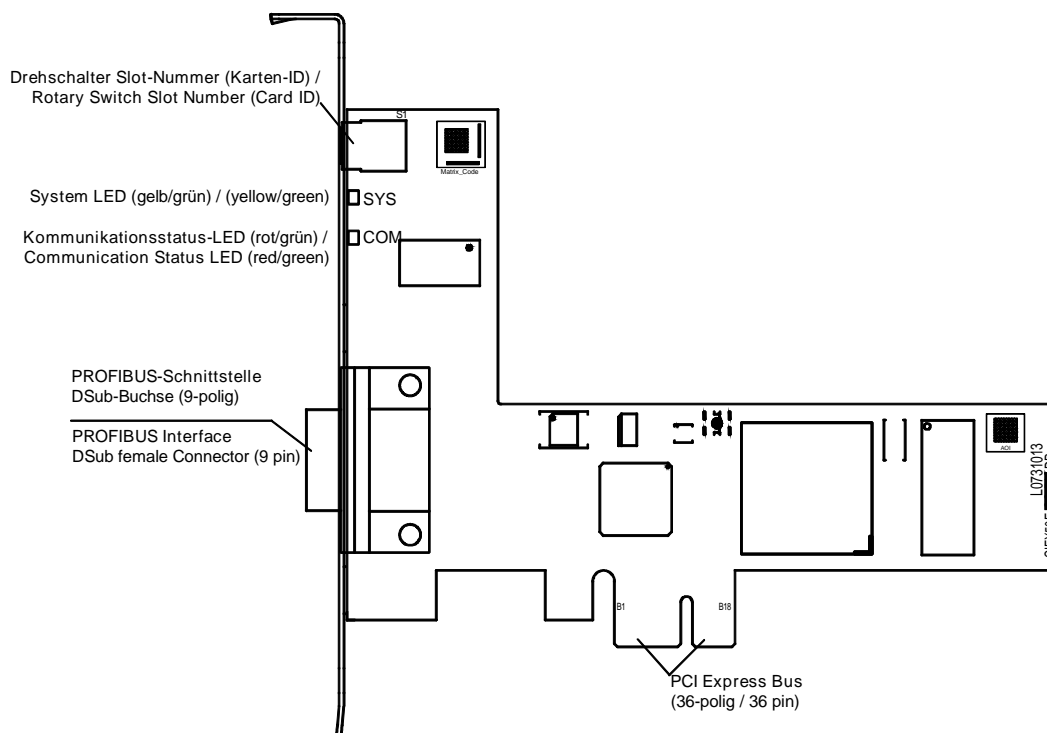 Drehschalter Slot-Nummer (Karten-ID) /
Rotary Switch Slot Number (Card ID)
S1
Matrix_Code
System LED (gelb/grün) / (yellow/green)
SYS
Kommunikationsstatus-LED (rot/grün) /
Communication Status LED (red/green)
COM
PROFIBUS-Schnittstelle
DSub-Buchse (9-polig)
PROFIBUS Interface
DSub female Connector (9 pin)
AOI
L0731013
B1
B18
PCI Express Bus
(36-polig / 36 pin)